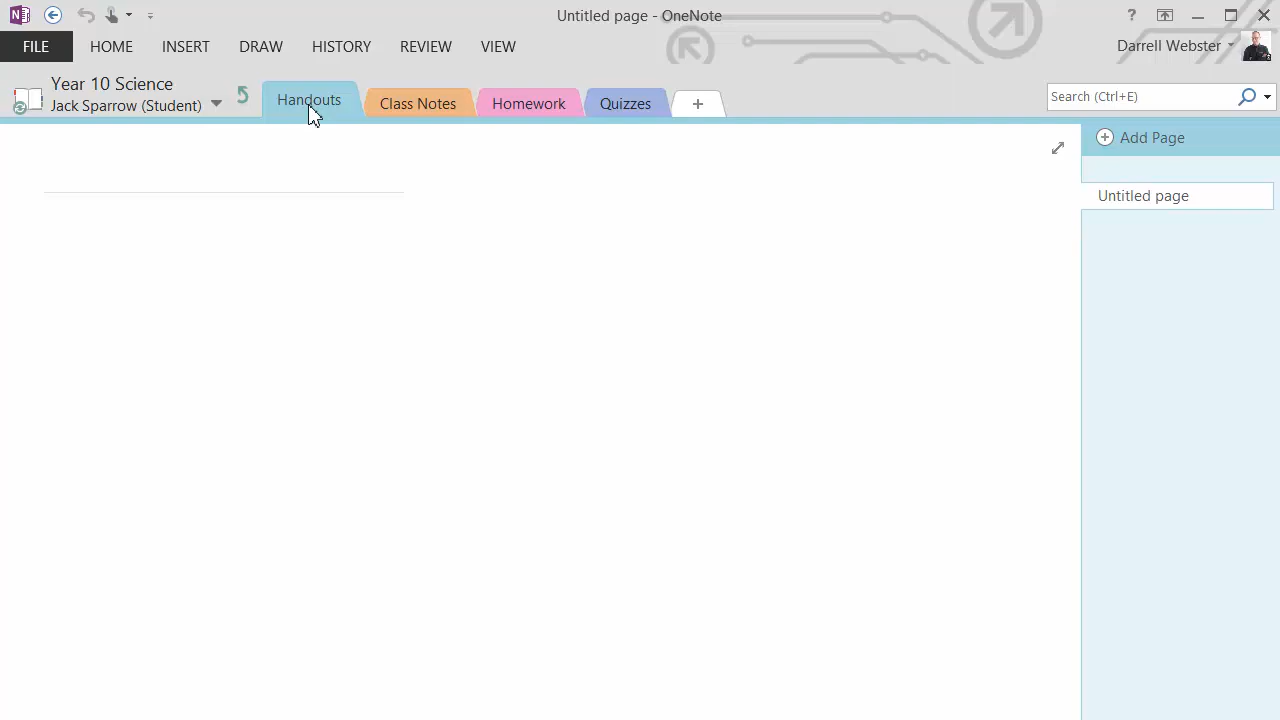 Untitled page - OneNote
?
FILE HOME INSERT DRAW HISTORY REVIEW VIEW
Darrell Webster
Year 10 Science
Jack Sparrow (Student)
Handouts Class Notes Homework Quizzes +
Search (Ctrl+E)
Add Page
Untitled page